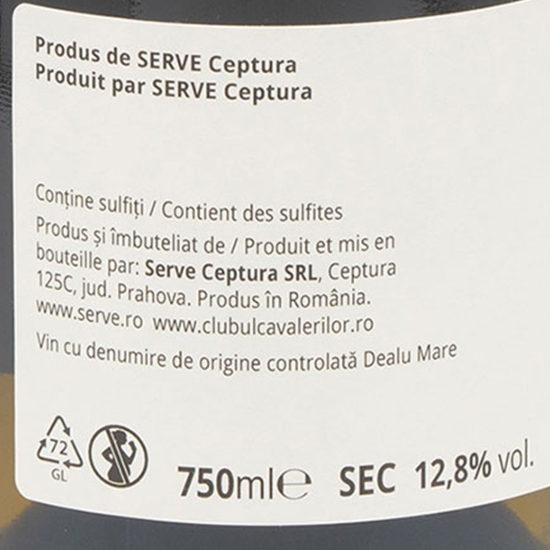 Produs de SERVE Ceptura
Produit par SERVE Ceptura
Conține sulfiți / Contient des sulfites
Produs și îmbuteliat de / Produit et mis en
bouteille par: Serve Ceptura SRL, Ceptura
125C, jud. Prahova. Produs în România.
www.serve.ro www.clubulcavalerilor.ro
Vin cu denumire de origine controlată Dealu Mare
72
GL
750ml℮ SEC 12,8% vol.